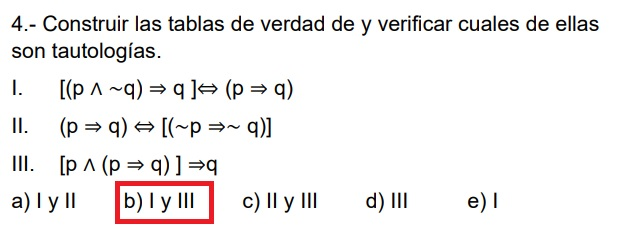 4.- Construir las tablas de verdad de y verificar cuales de ellas
son tautologías.
I. [(p ∧ ~q) ⇒ q ]⇔ (p ⇒ q)
II. (p ⇒ q) ⇔ [(~p ⇒~ q)]
III. [p ∧ (p ⇒ q) ] ⇒q
a) I y II b) I y III c) II y III d) III e) I